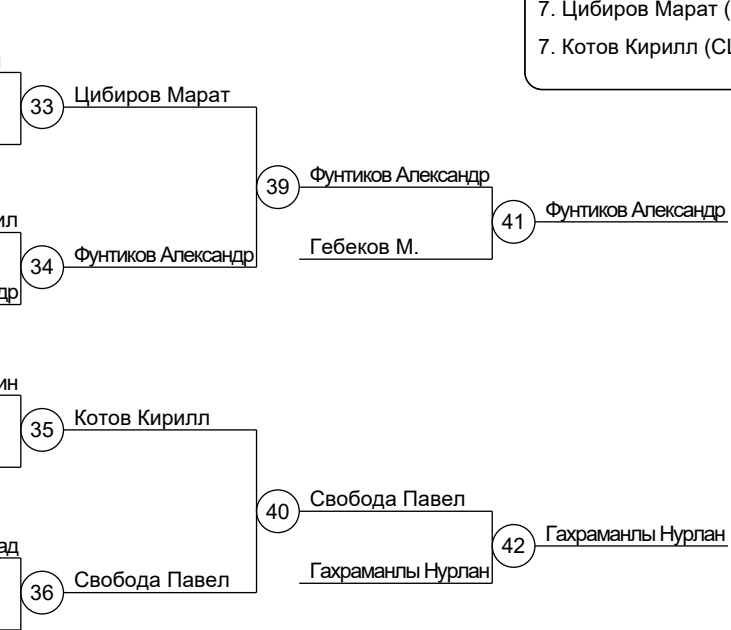 7. Цибиров Марат (
7. Котов Кирилл (
33
Цибиров Марат
39
Фунтиков Александр
41
Фунтиков Александр
34
Фунтиков Александр
Гебеков М.
35
Котов Кирилл
40
Свобода Павел
42
Гахраманлы Нурлан
36
Свобода Павел
Гахраманлы Нурлан